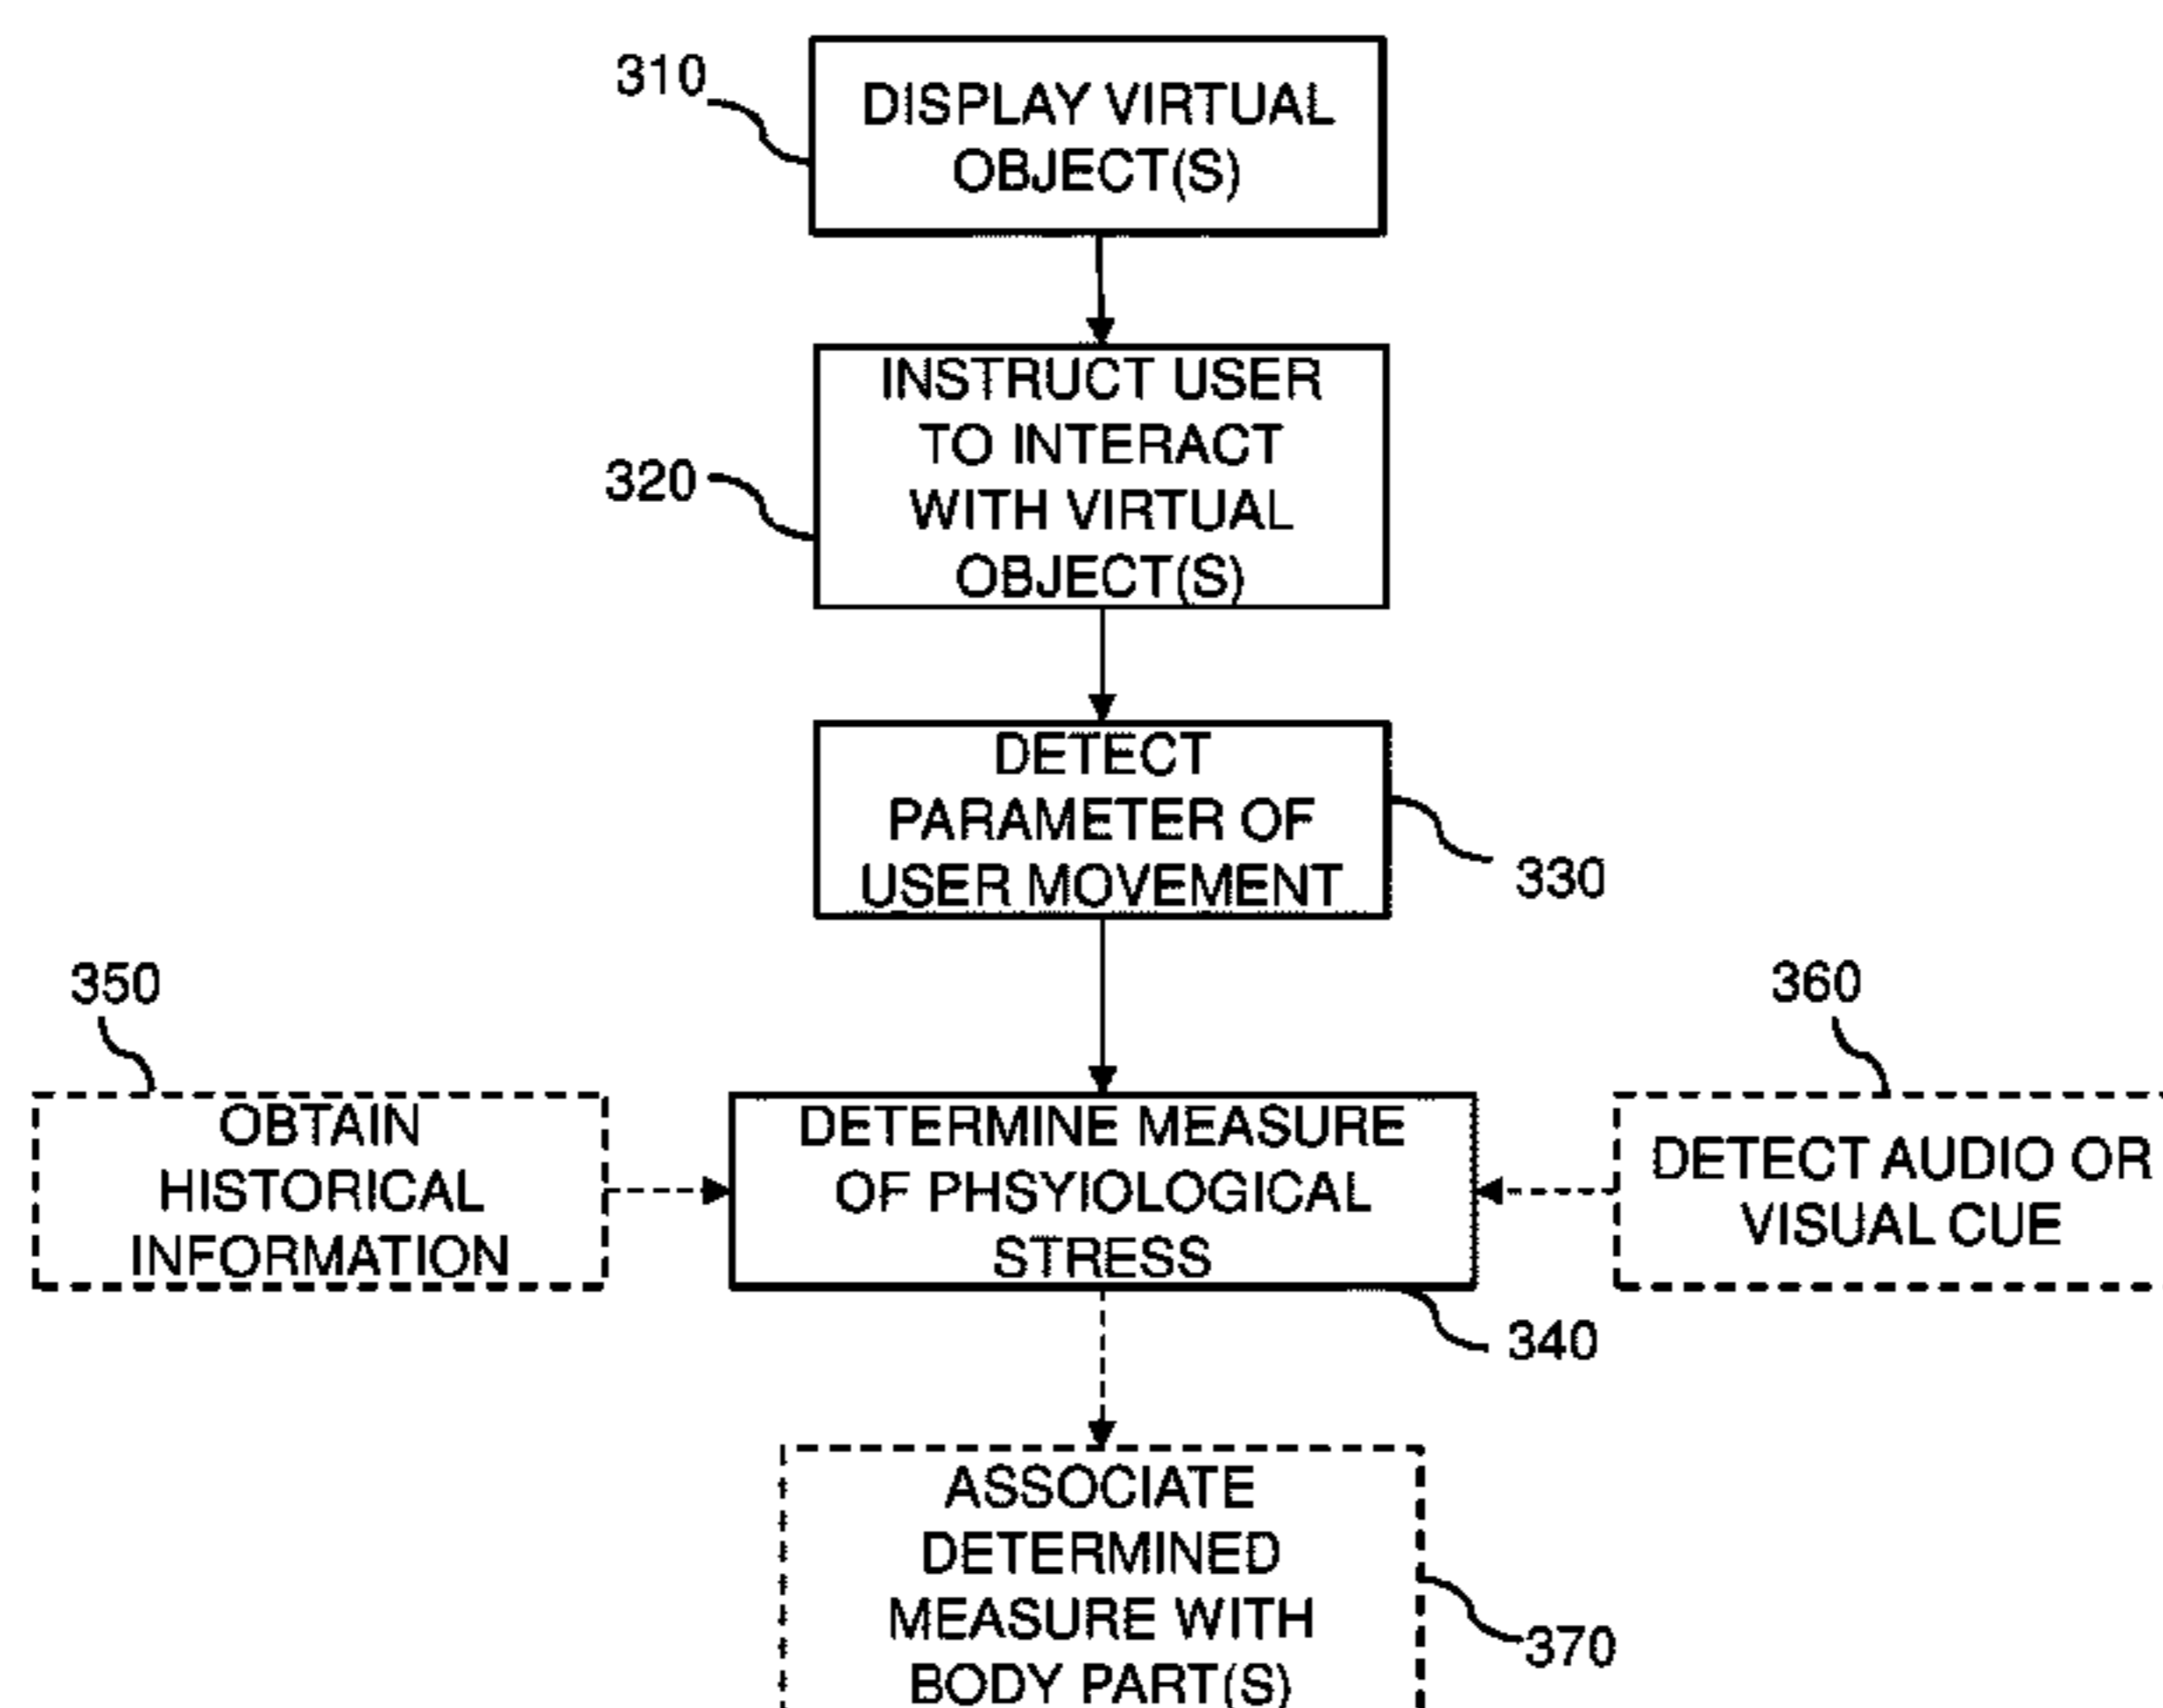 310
DISPLAY VIRTUAL
OBJECT(S)
320
INSTRUCT USER
TO INTERACT
WITH VIRTUAL
OBJECT(S)
DETECT
PARAMETER OF
USER MOVEMENT
330
350
OBTAIN
HISTORICAL
INFORMATION
DETERMINE MEASURE
OF PHSYIOLOGICAL
STRESS
340
360
DETECT AUDIO OR
VISUAL CUE
ASSOCIATE
DETERMINED
MEASURE WITH
BODY PART(S)
370